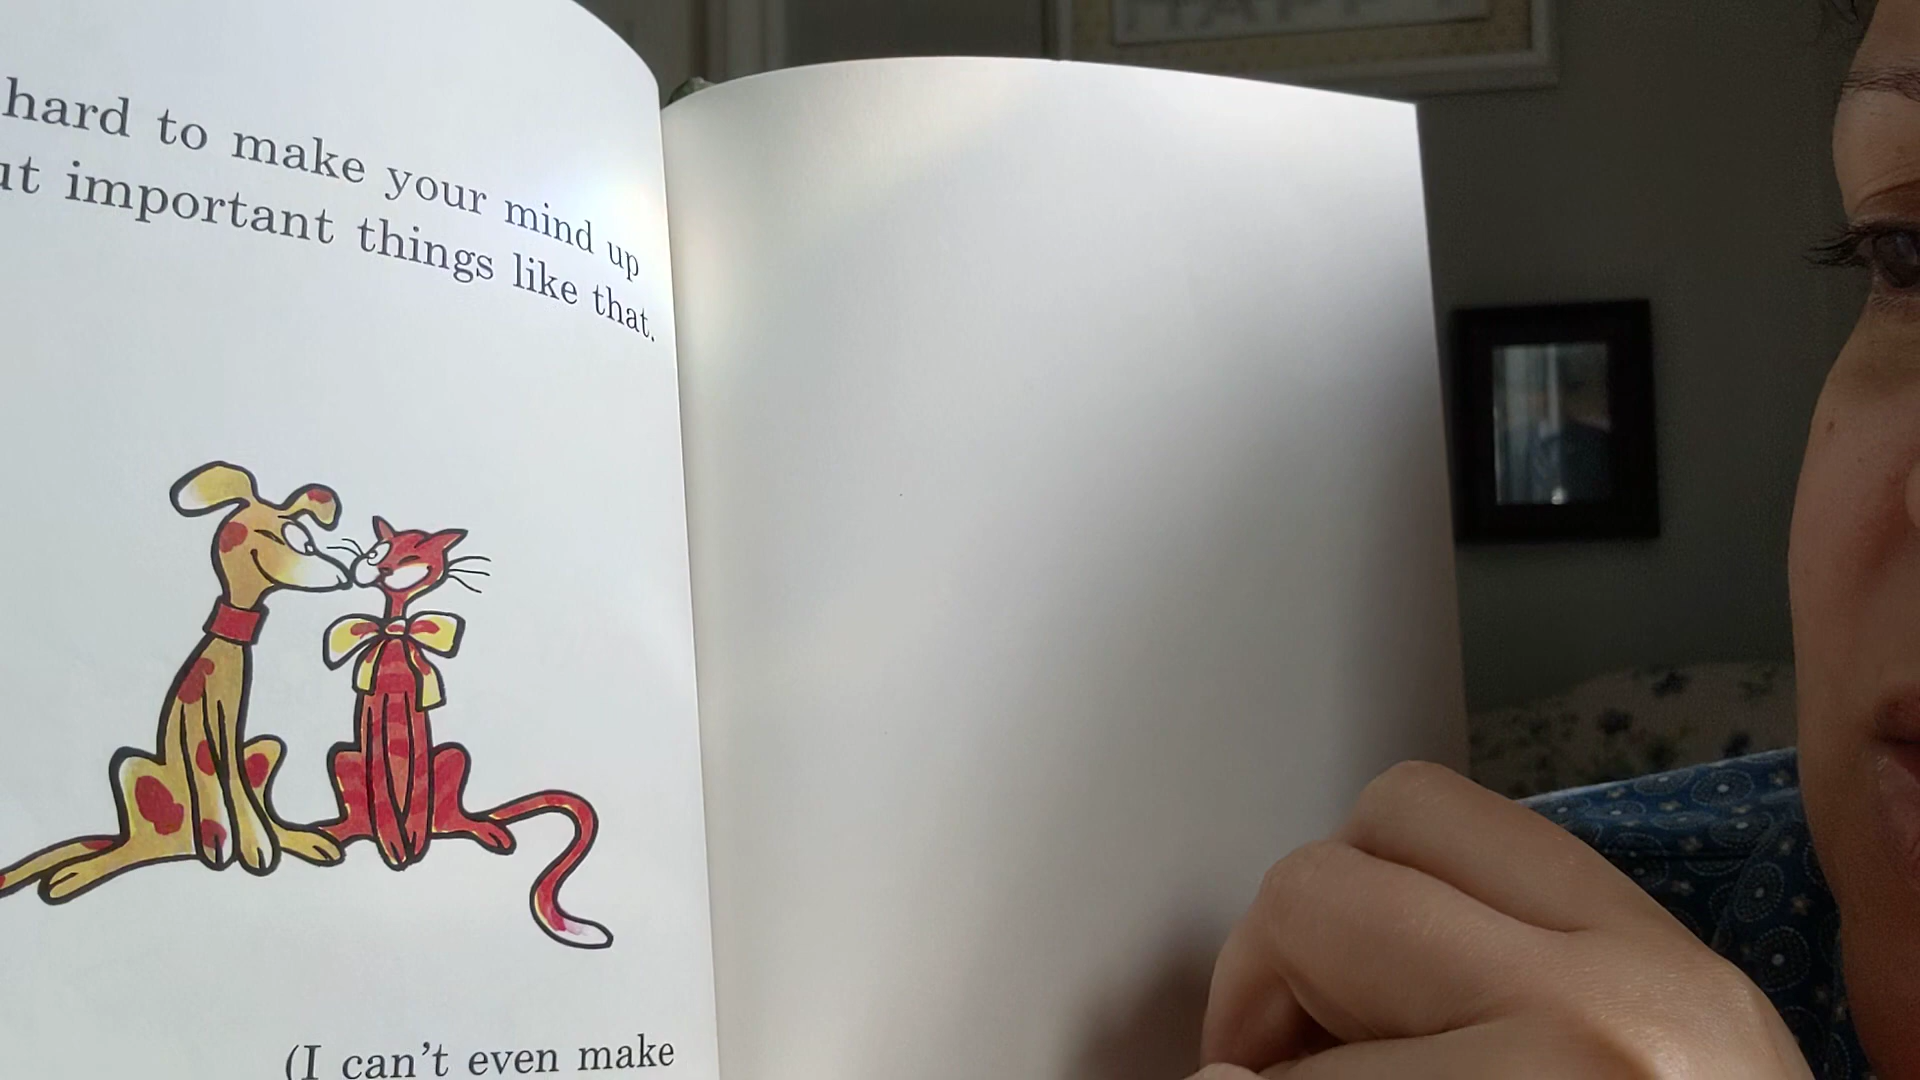 hard to make your mind up
important things like that.
(I can't even make